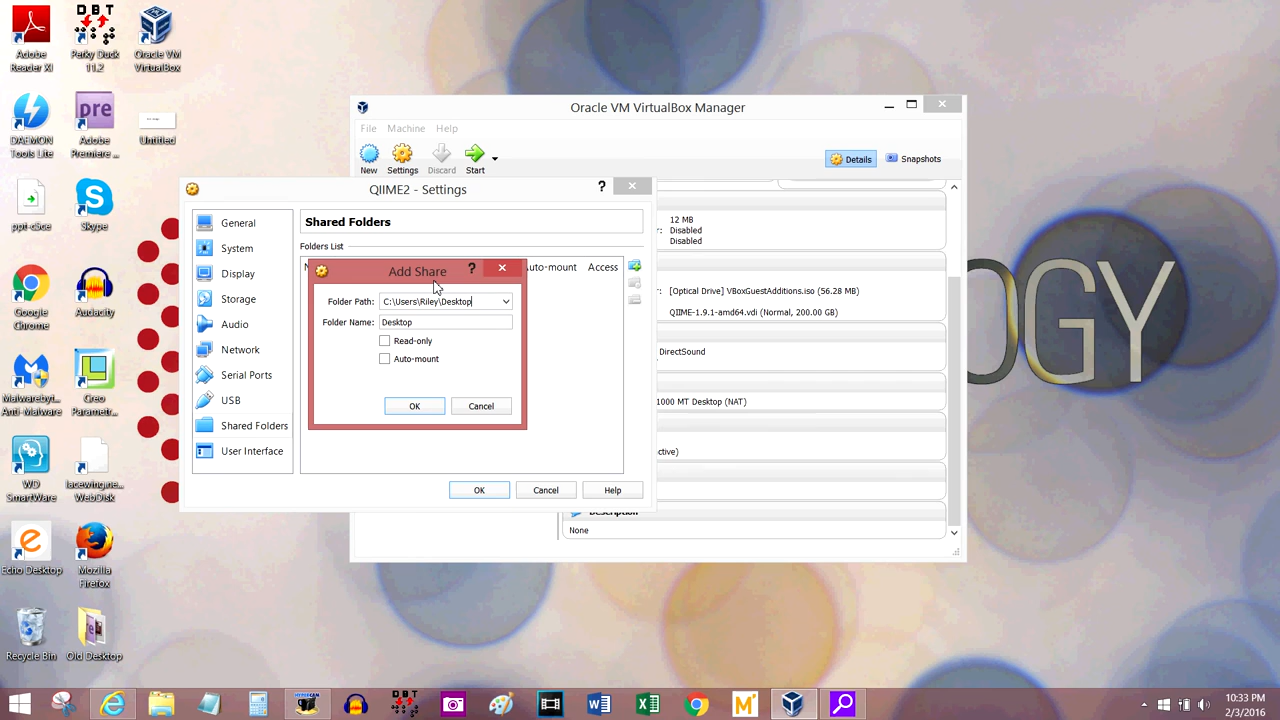 Adobe
Reader XI
Perky Duck
11.2
Oracle VM
VirtualBox
DAEMON
Tools Lite
pre
Adobe
Premiere ...
Untitled
ppt-c5ce
Skype
Google
Chrome
Audacity
Malwarebyt...
Anti-Malware
Creo
Parametr...
WD
SmartWare
lacewing.ne...
WebDisk
Echo Desktop
Mozilla
Firefox
Recycle Bin
Old Desktop
DBT
OGY
Oracle VM VirtualBox Manager
File Machine Help
New Settings Discard Start
Details Snapshots
12 MB
Disabled
Disabled
[Optical Drive] VBoxGuestAdditions.iso (56.28 MB)
QIIME-1.9.1-amd64.vdi (Normal, 200.00 GB)
DirectSound
1000 MT Desktop (NAT)
Description
None
QIIME2 - Settings
?
General
System
Display
Storage
Audio
Network
Serial Ports
USB
Shared Folders
User Interface
Shared Folders
Folders List
Access
Add Share
?
Folder Path: C:\Users\Riley\Desktop
Folder Name: Desktop
Read-only
Auto-mount
OK Cancel
OK Cancel Help
DBT
10:33 PM
2/3/2016